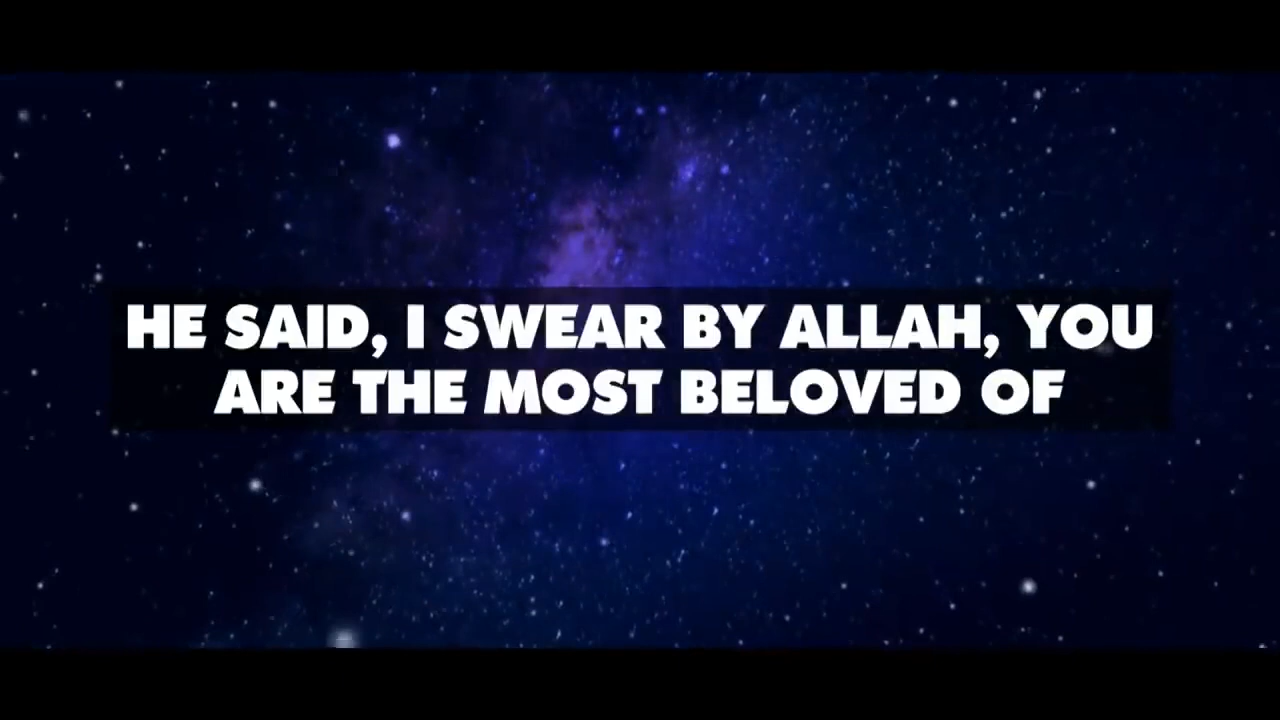 HE SAID, I SWEAR BY ALLAH, YOU
ARE THE MOST BELOVED OF